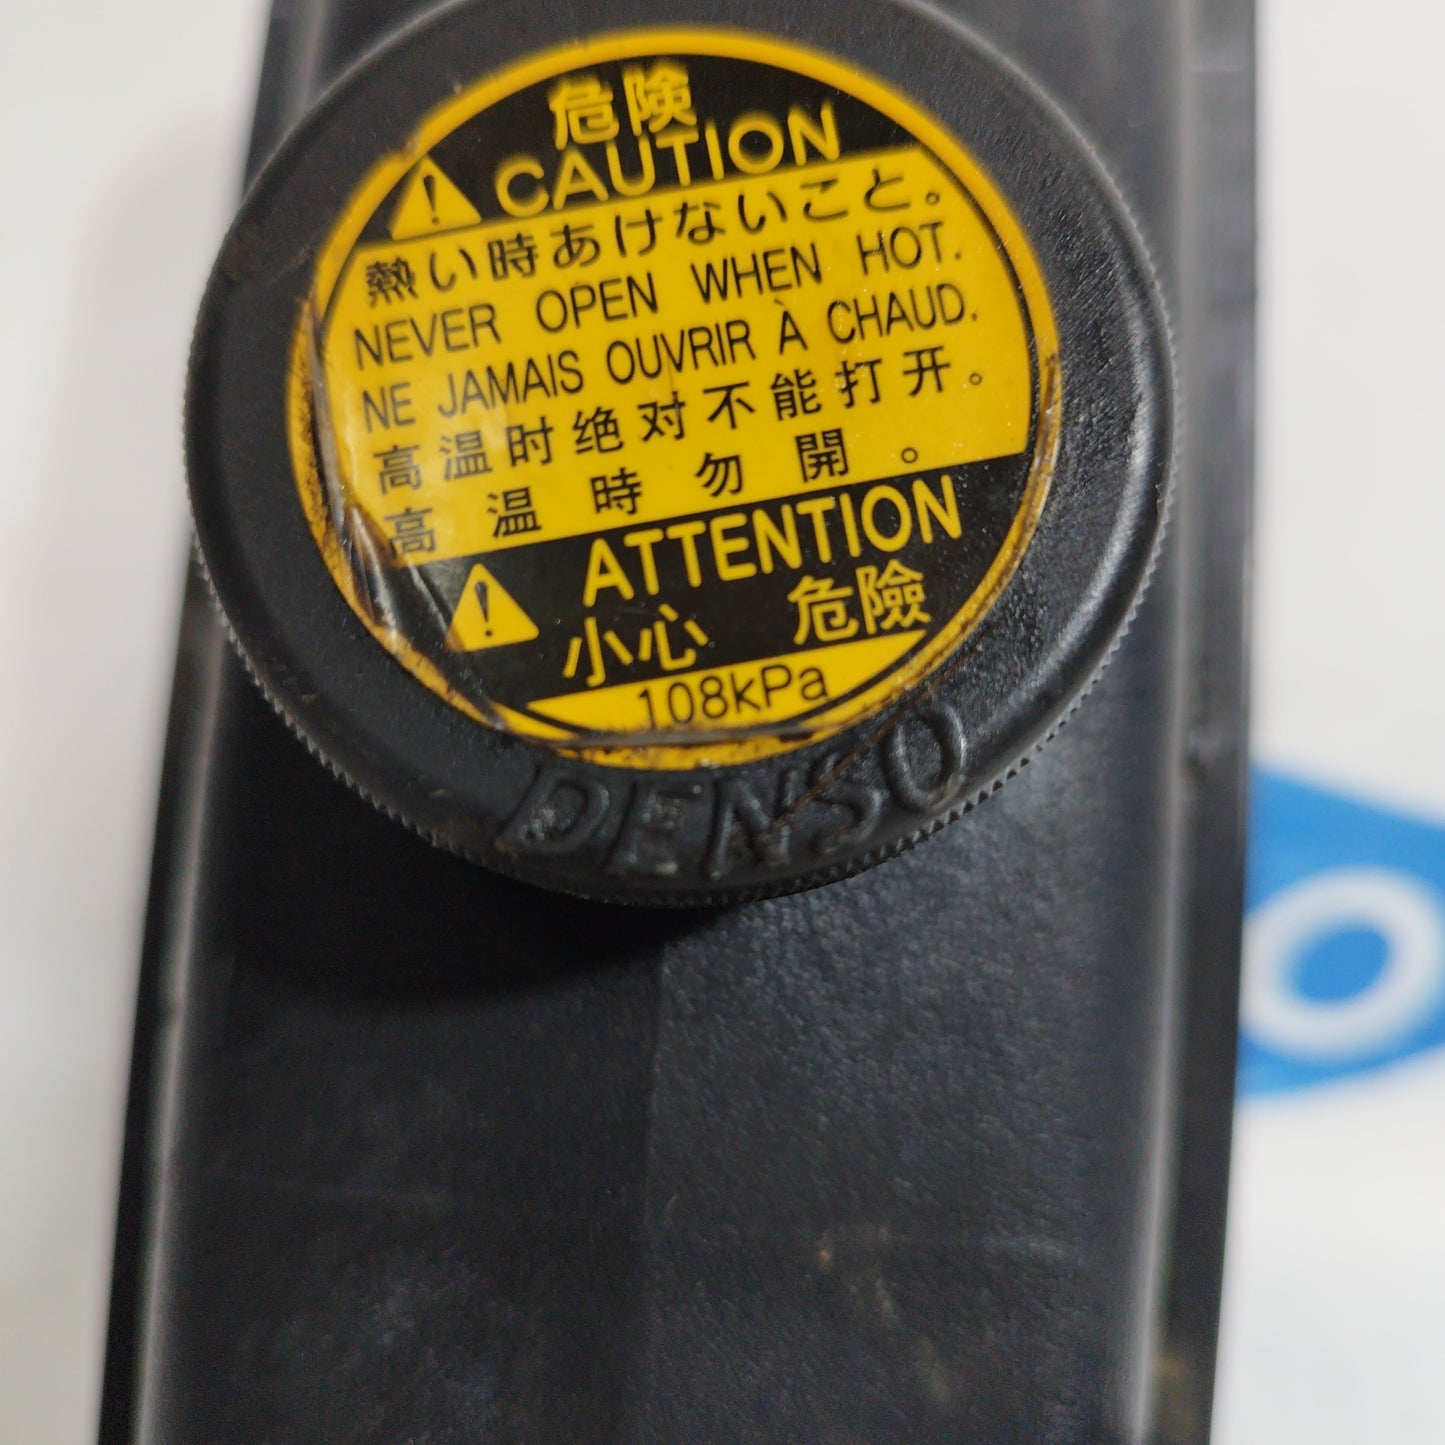 危険
CAUTION
熱い時あけないこと。
NEVER OPEN WHEN HOT.
NE JAMAIS OUVRIR À CHAUD.
高温时绝对不能打开。
高温時勿開。
ATTENTION
小心 危險
108kPa
DENSO